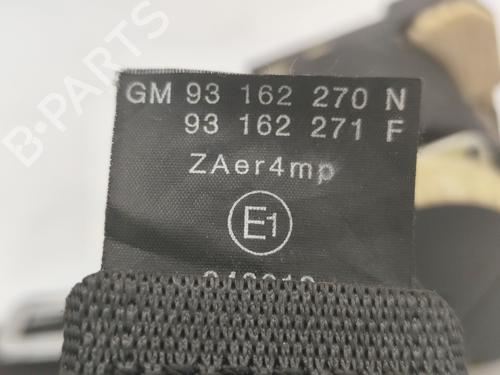 B-PARTS
GM 93 162 270 N
93 162 271 F
ZAer4mp
E1